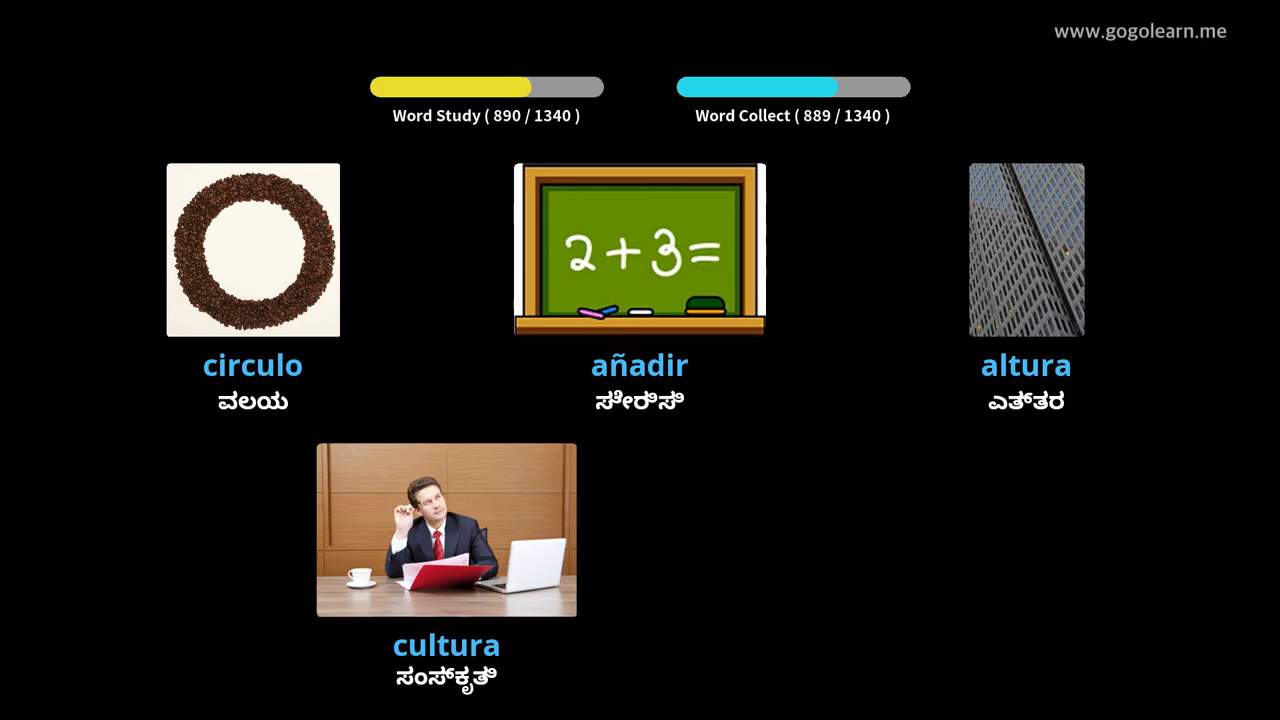 www.gogolearn.me
Word Study ( 890 / 1340 )
Word Collect ( 889 / 1340 )
2+3=
circulo
ವಲಯ
añadir
ಸೇರಿಸಿ
altura
ಎತ್ತರ
cultura
ಸಂಸ್ಕೃತಿ